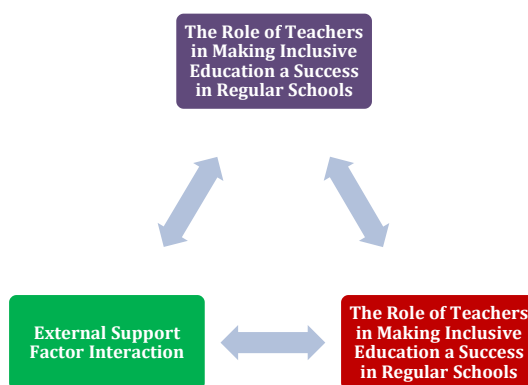 The Role of Teachers
in Making Inclusive
Education a Success
in Regular Schools
External Support
Factor Interaction
The Role of Teachers
in Making Inclusive
Education a Success
in Regular Schools